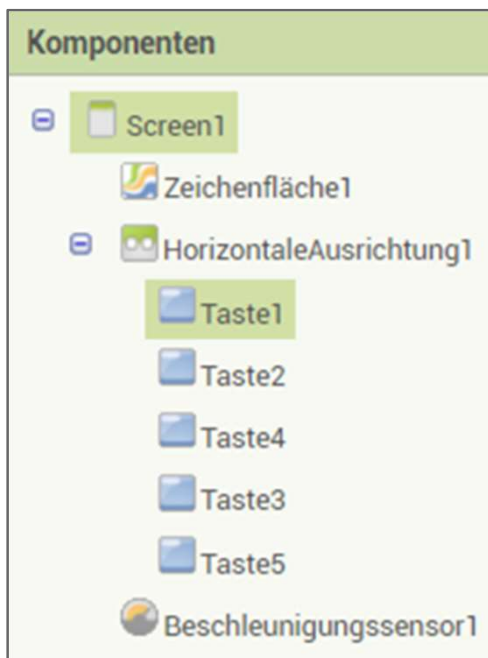 Komponenten
Screen1
Zeichenfläche1
HorizontaleAusrichtung1
Taste1
Taste2
Taste4
Taste3
Taste5
Beschleunigungssensor1